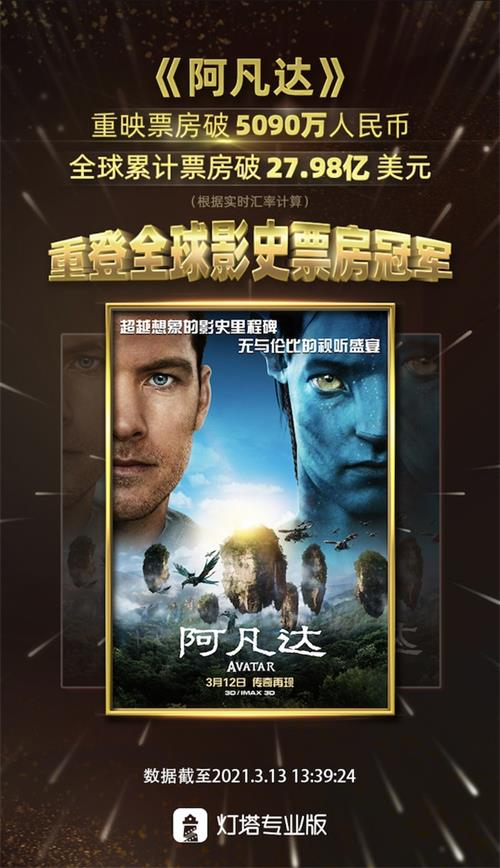 《阿凡达》
重映票房破 5090万人民币
全球累计票房破 27.98亿 美元
(根据实时汇率计算)
重登全球影史票房冠军
超越想象的影史里程碑
无与伦比的视听盛宴
阿凡达
AVATAR
3月12日 传奇再现
3D/IMAX 3D
数据截至2021.3.13 13:39:24
灯塔专业版